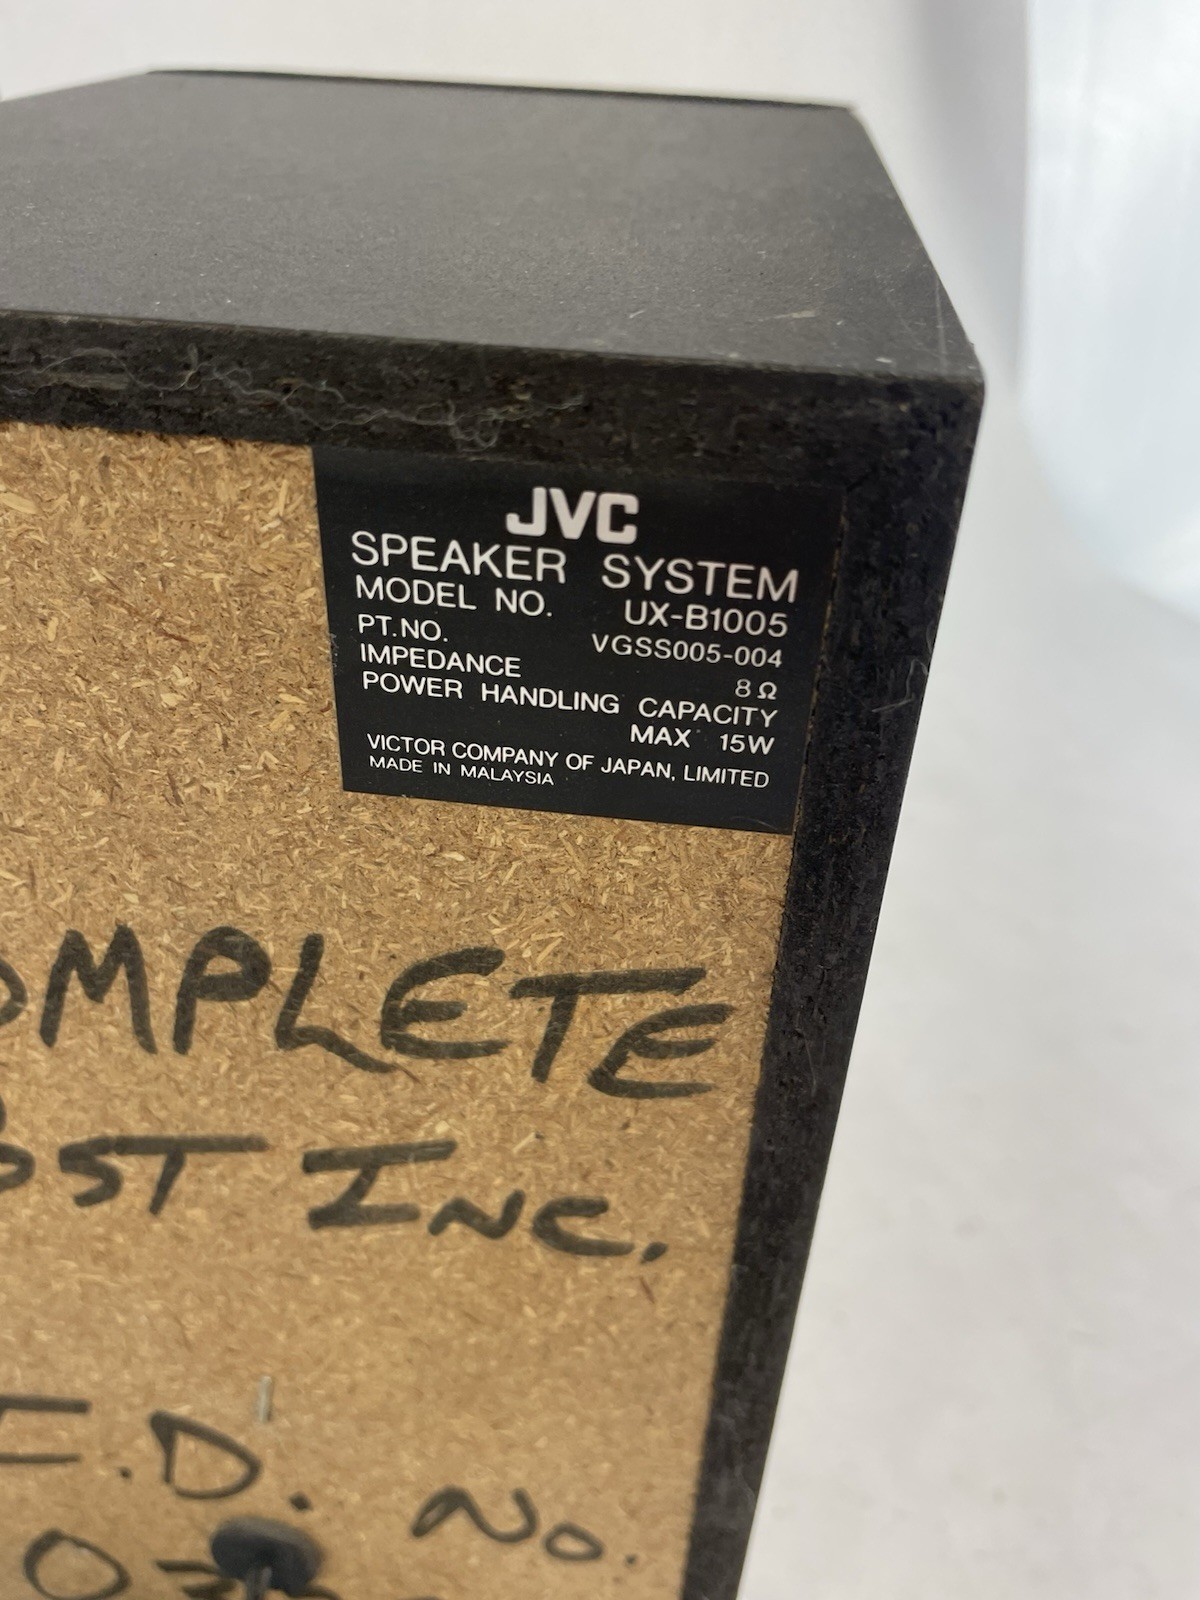 JVC
SPEAKER SYSTEM
MODEL NO. UX-B1005
PT.NO. VGSS005-004
IMPEDANCE 8Ω
POWER HANDLING CAPACITY
MAX 15W
VICTOR COMPANY OF JAPAN, LIMITED
MADE IN MALAYSIA
OMPLETE
OST INC.
I.D. No.